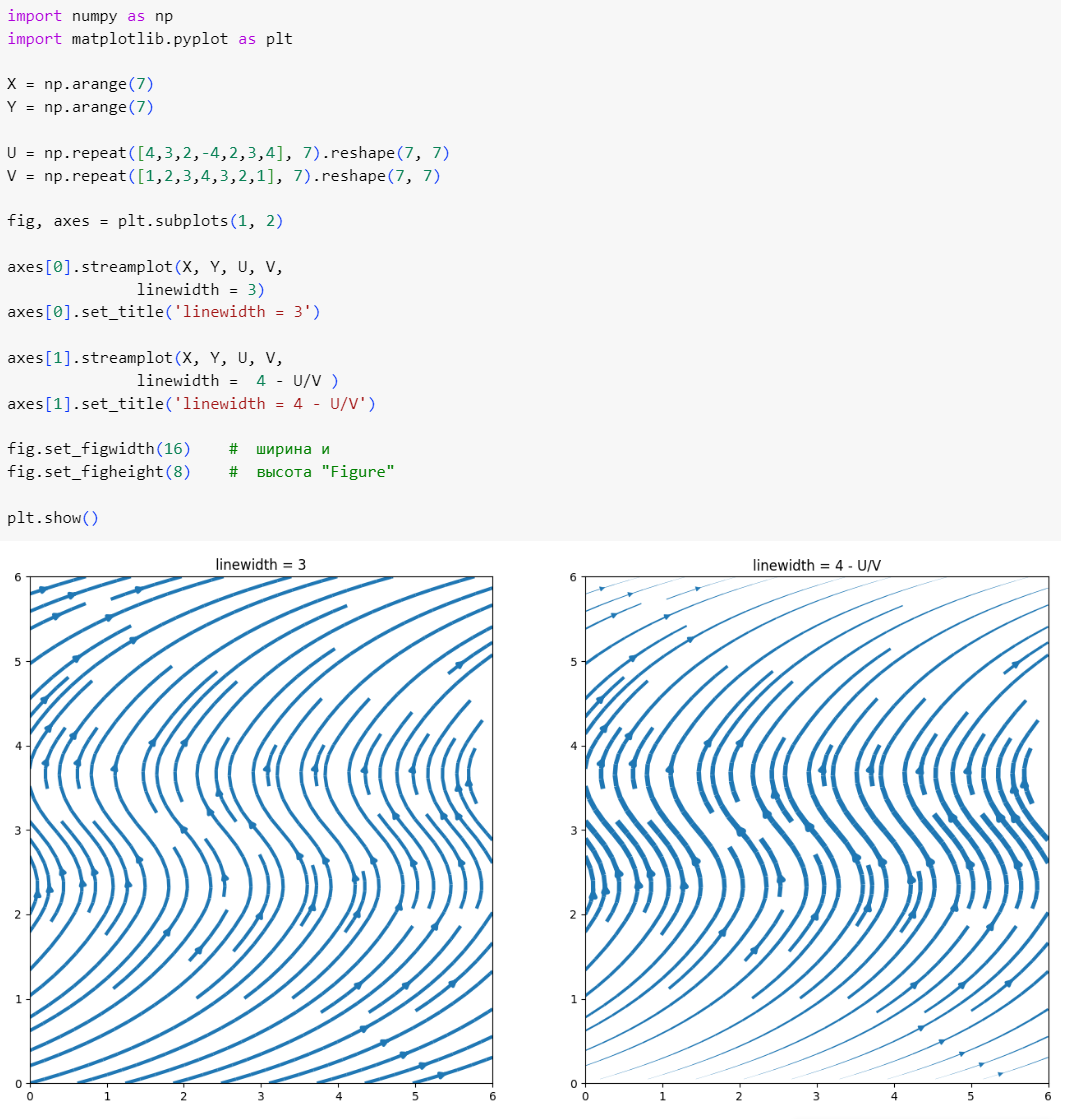 import numpy as np
import matplotlib.pyplot as plt
X = np.arange(7)
Y = np.arange(7)
U = np.repeat([4,3,2,-4,2,3,4], 7).reshape(7, 7)
V = np.repeat([1,2,3,4,3,2,1], 7).reshape(7, 7)
fig, axes = plt.subplots(1, 2)
axes[0].streamplot(X, Y, U, V,
linewidth = 3)
axes[0].set_title('linewidth = 3')
axes[1].streamplot(X, Y, U, V,
linewidth =  4 - U/V )
axes[1].set_title('linewidth = 4 - U/V')
fig.set_figwidth(16)    #  ширина и
fig.set_figheight(8)    #  высота "Figure"
plt.show()
linewidth = 3
6
5
4
3
2
1
0
0 1 2 3 4 5 6
linewidth = 4 - U/V
6
5
4
3
2
1
0
0 1 2 3 4 5 6